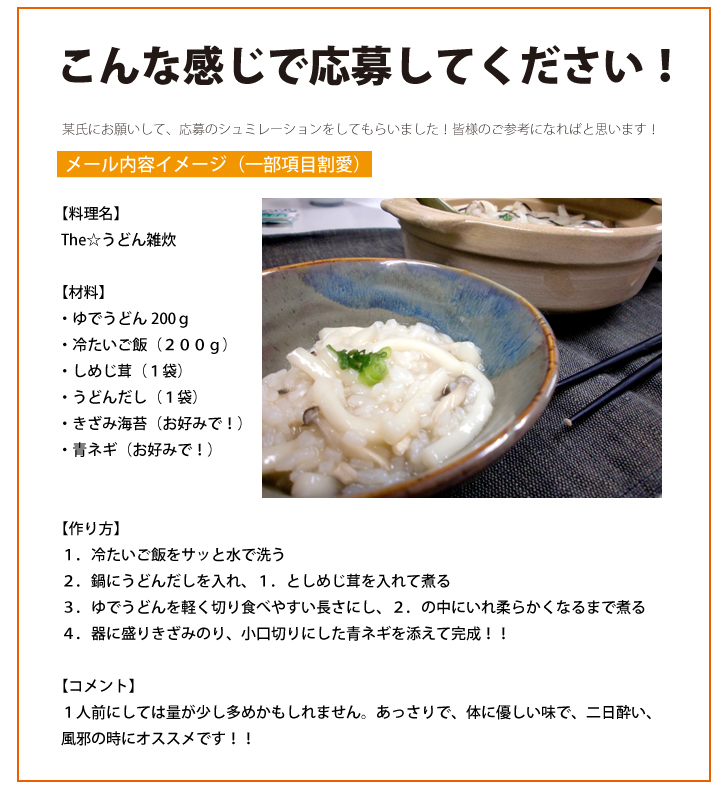 こんな感じで応募してください！
某氏にお願いして、応募のシュミレーションをしてもらいました！皆様のご参考になればと思います！
メール内容イメージ（一部項目割愛）
【料理名】
The☆うどん雑炊
【材料】
・ゆでうどん 200ｇ
・冷たいご飯（２００ｇ）
・しめじ茸（１袋）
・うどんだし（１袋）
・きざみ海苔（お好みで！）
・青ネギ（お好みで！）
【作り方】
１．冷たいご飯をサッと水で洗う
２．鍋にうどんだしを入れ、１．としめじ茸を入れて煮る
３．ゆでうどんを軽く切り食べやすい長さにし、２．の中にいれ柔らかくなるまで煮る
４．器に盛りきざみのり、小口切りにした青ネギを添えて完成！！
【コメント】
１人前にしては量が少し多めかもしれません。あっさりで、体に優しい味で、二日酔い、
風邪の時にオススメです！！